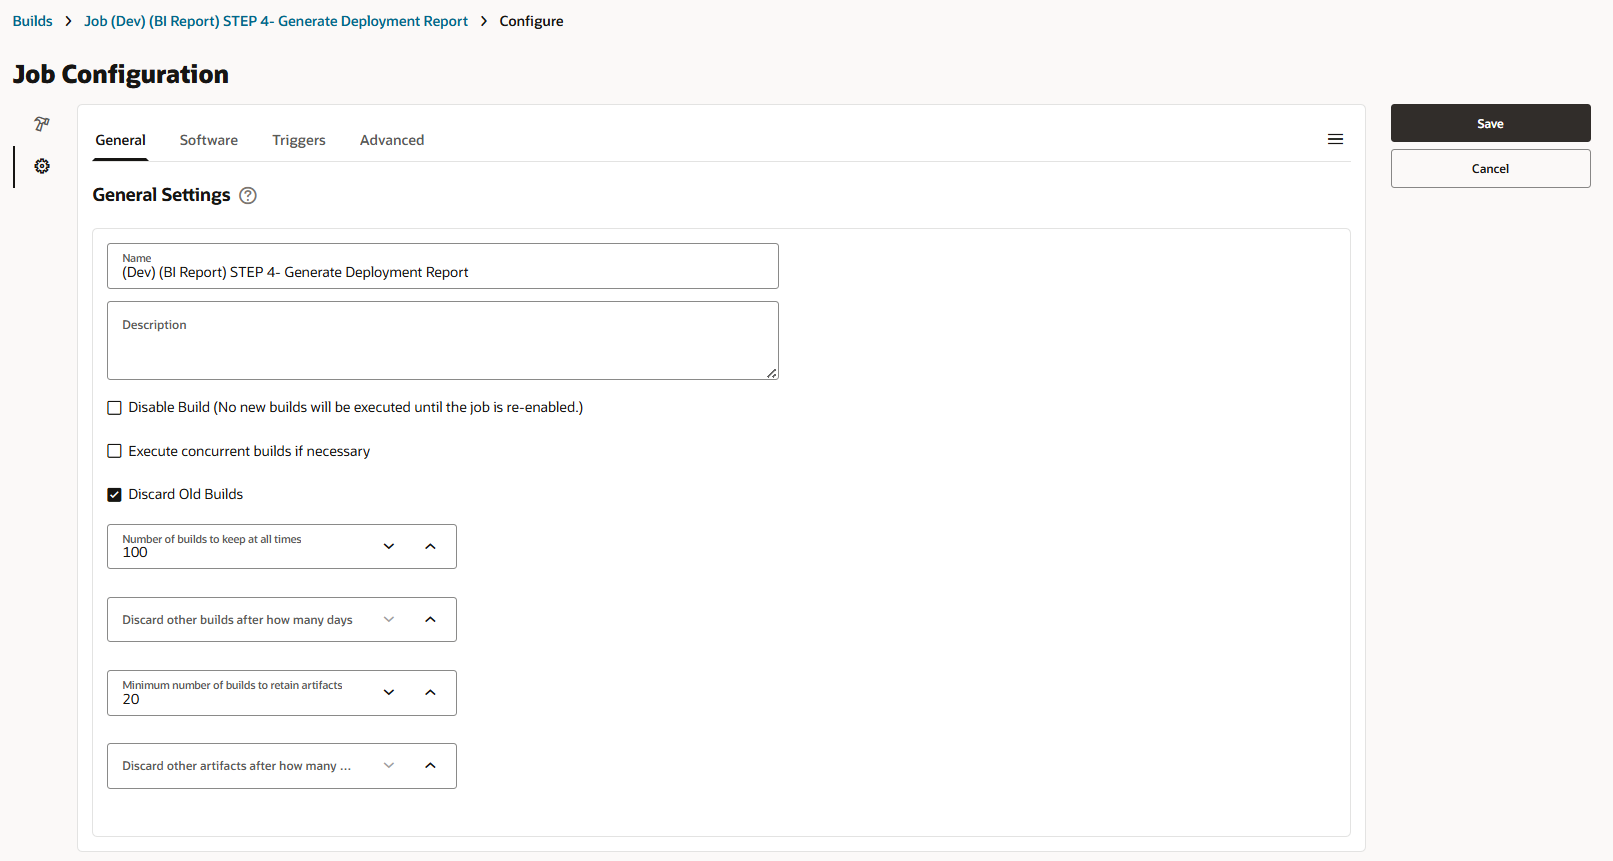 Builds > Job (Dev) (BI Report) STEP 4- Generate Deployment Report > Configure
Job Configuration
General Software Triggers Advanced
Save
Cancel
General Settings ?
Name
(Dev) (BI Report) STEP 4- Generate Deployment Report
Description
Disable Build (No new builds will be executed until the job is re-enabled.)
Execute concurrent builds if necessary
Discard Old Builds
Number of builds to keep at all times
100
Discard other builds after how many days
Minimum number of builds to retain artifacts
20
Discard other artifacts after how many ...